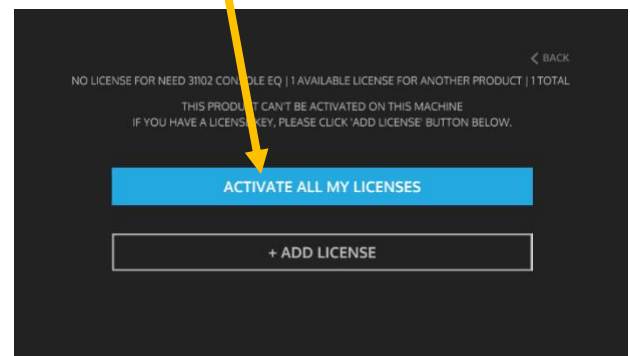 < BACK
NO LICENSE FOR NEED 31102 CONSOLE EQ | 1 AVAILABLE LICENSE FOR ANOTHER PRODUCT | 1 TOTAL
THIS PRODUCT CAN'T BE ACTIVATED ON THIS MACHINE
IF YOU HAVE A LICENSE KEY, PLEASE CLICK 'ADD LICENSE' BUTTON BELOW.
ACTIVATE ALL MY LICENSES
+ ADD LICENSE